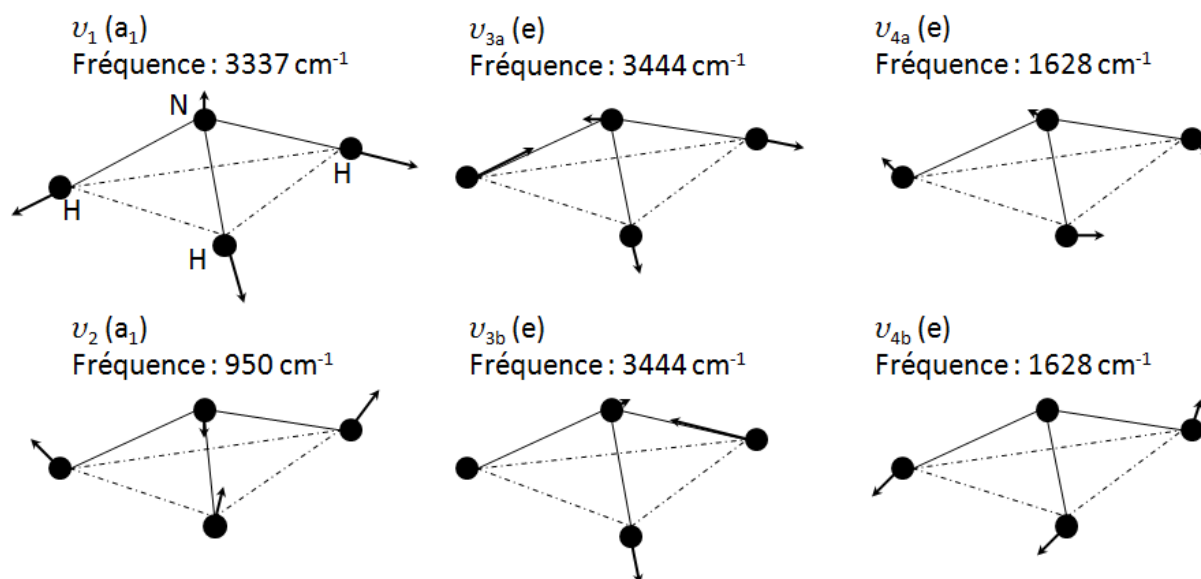 υ₁ (a₁)
Fréquence : 3337 cm⁻¹
N
H
H
H
υ₃ₐ (e)
Fréquence : 3444 cm⁻¹
υ₄ₐ (e)
Fréquence : 1628 cm⁻¹
υ₂ (a₁)
Fréquence : 950 cm⁻¹
υ₃b (e)
Fréquence : 3444 cm⁻¹
υ₄b (e)
Fréquence : 1628 cm⁻¹